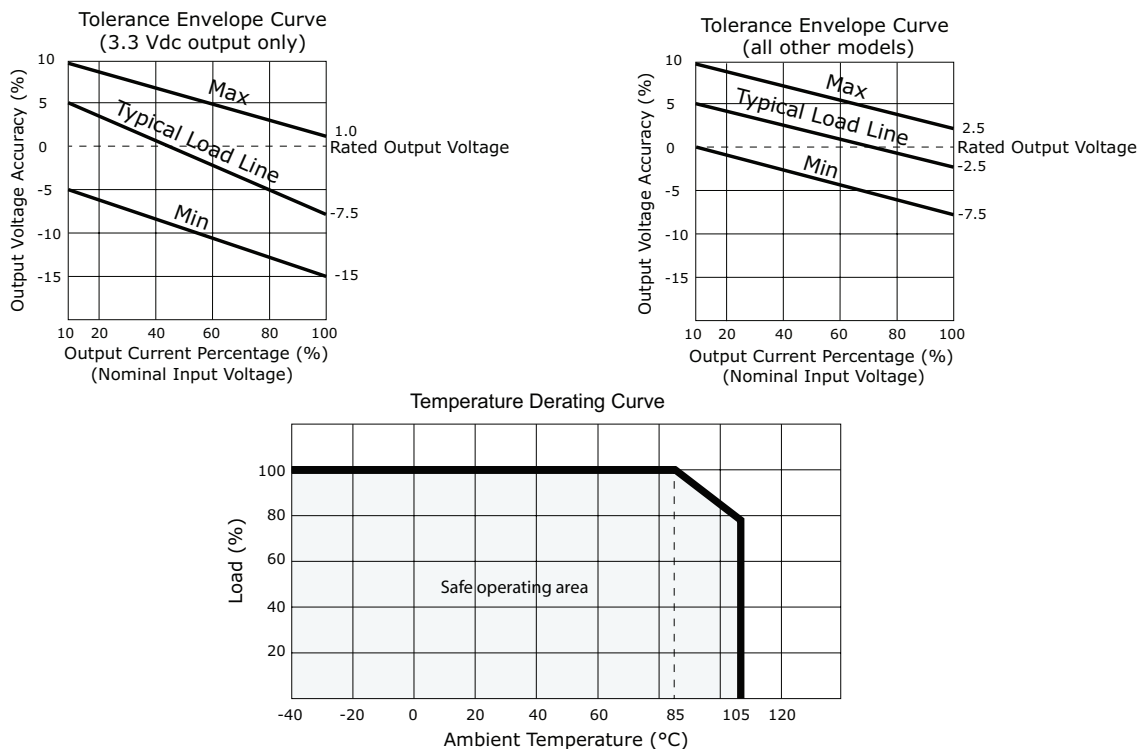 Tolerance Envelope Curve
(3.3 Vdc output only)
Output Voltage Accuracy (%)
10
5
0
-5
-10
-15
Max
Typical Load Line
Min
1.0
Rated Output Voltage
-7.5
-15
10 20 40 60 80 100
Output Current Percentage (%)
(Nominal Input Voltage)
Tolerance Envelope Curve
(all other models)
Output Voltage Accuracy (%)
10
5
0
-5
-10
-15
Max
Typical Load Line
Min
2.5
Rated Output Voltage
-2.5
-7.5
10 20 40 60 80 100
Output Current Percentage (%)
(Nominal Input Voltage)
Temperature Derating Curve
Load (%)
100
80
60
40
20
Safe operating area
-40 -20 0 20 40 60 85 105 120
Ambient Temperature (°C)